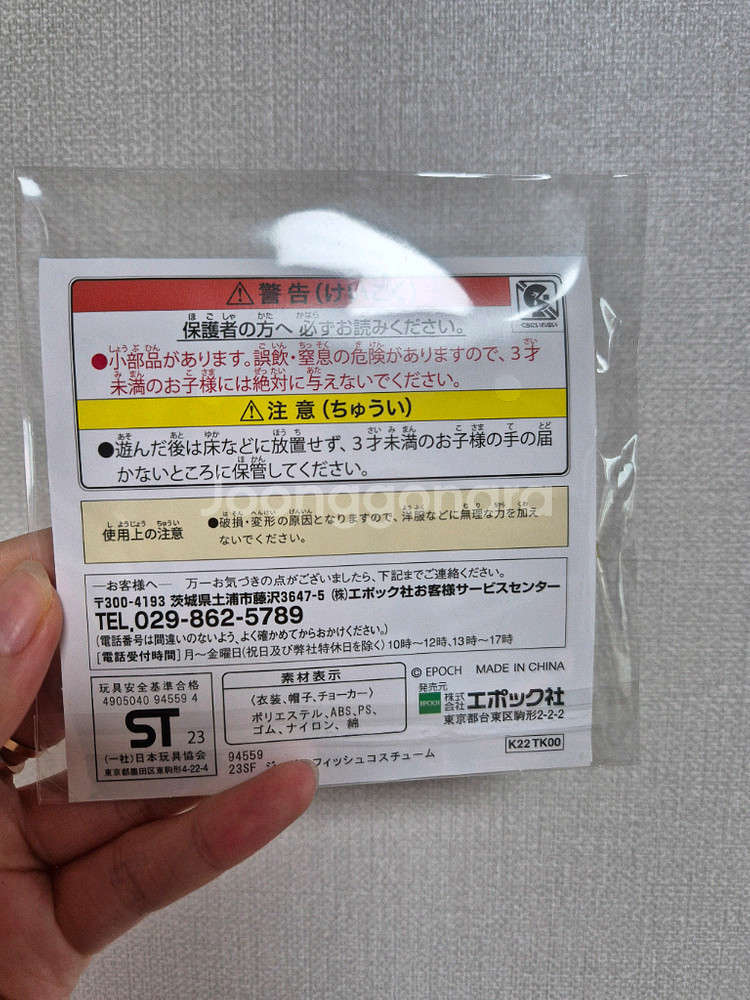 警告(けいこく)
くちにいれない
保護者の方へ 必ずお読みください。
●小部品があります。誤飲・窒息の危険がありますので、3才
未満のお子様には絶対に与えないでください。
注意(ちゅうい)
●遊んだ後は床などに放置せず、3才未満のお子様の手の届
かないところに保管してください。
Joonggonara
使用上の注意
●破損・変形の原因となりますので、洋服などに無理な力を加え
ないでください。
―お客様へ― 万一お気づきの点がございましたら、下記までご連絡ください。
〒300-4193 茨城県土浦市藤沢3647-5 (株)エポック社お客様サービスセンター
TEL.029-862-5789
(電話番号は間違いのないよう、よく確かめてからおかけください。)
[電話受付時間]月~金曜日(祝日及び弊社特休日を除く)10時~12時、13時~17時
玩具安全基準合格
4905040 94559 4
ST 23
(一社)日本玩具協会
東京都墨田区東駒形4-22-4
素材表示
〈衣装、帽子、チョーカー〉
ポリエステル、ABS、PS、
ゴム、ナイロン、綿
© EPOCH MADE IN CHINA
発売元
EPOCH 株式会社エポック社
東京都台東区駒形2-2-2
K22TK00
94559
23SF フィッシュコスチューム